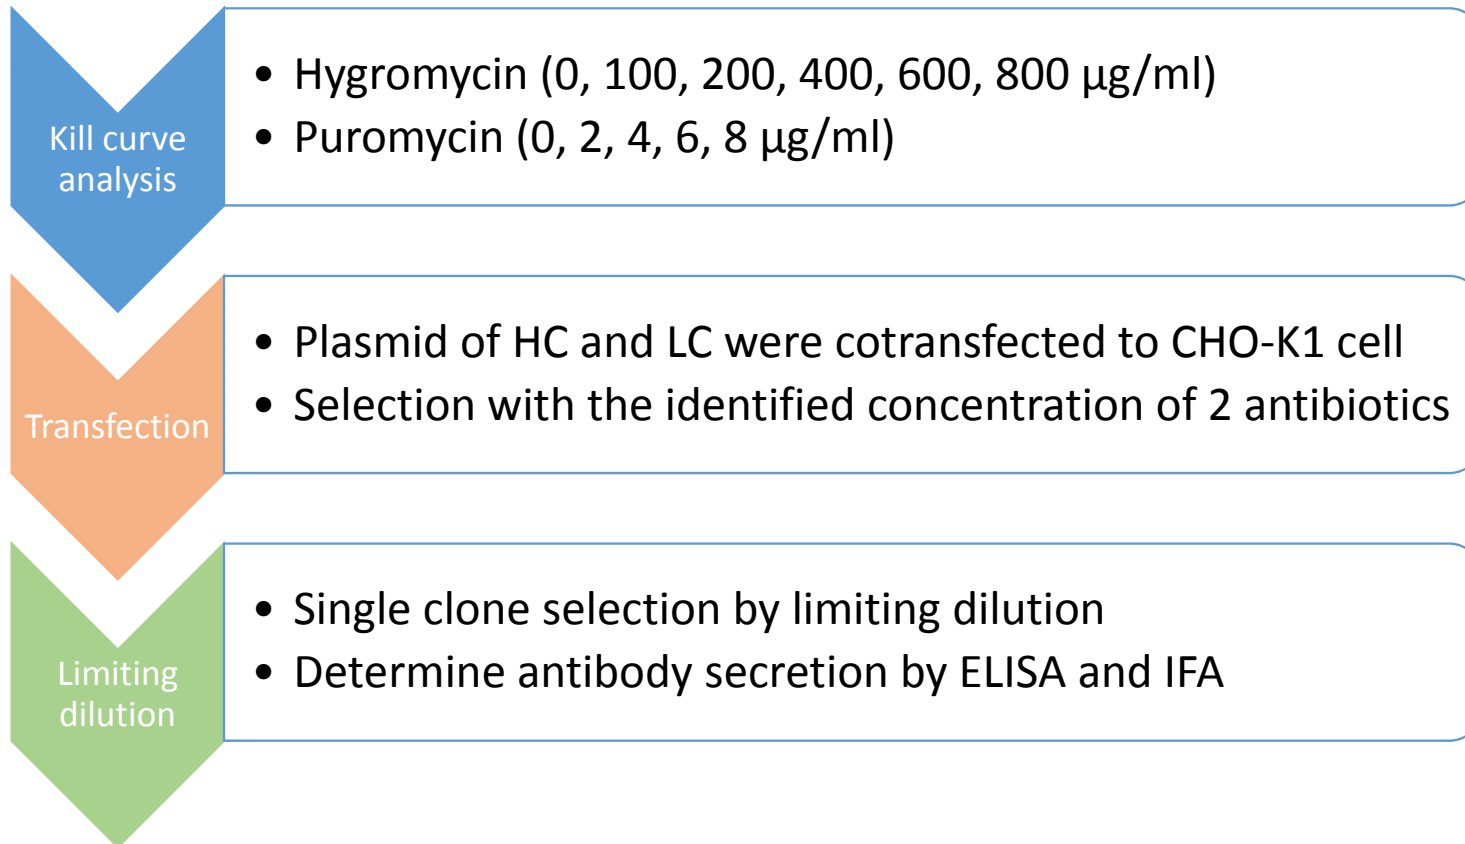 Kill curve
analysis
• Hygromycin (0, 100, 200, 400, 600, 800 µg/ml)
• Puromycin (0, 2, 4, 6, 8 µg/ml)
Transfection
• Plasmid of HC and LC were cotransfected to CHO-K1 cell
• Selection with the identified concentration of 2 antibiotics
Limiting
dilution
• Single clone selection by limiting dilution
• Determine antibody secretion by ELISA and IFA